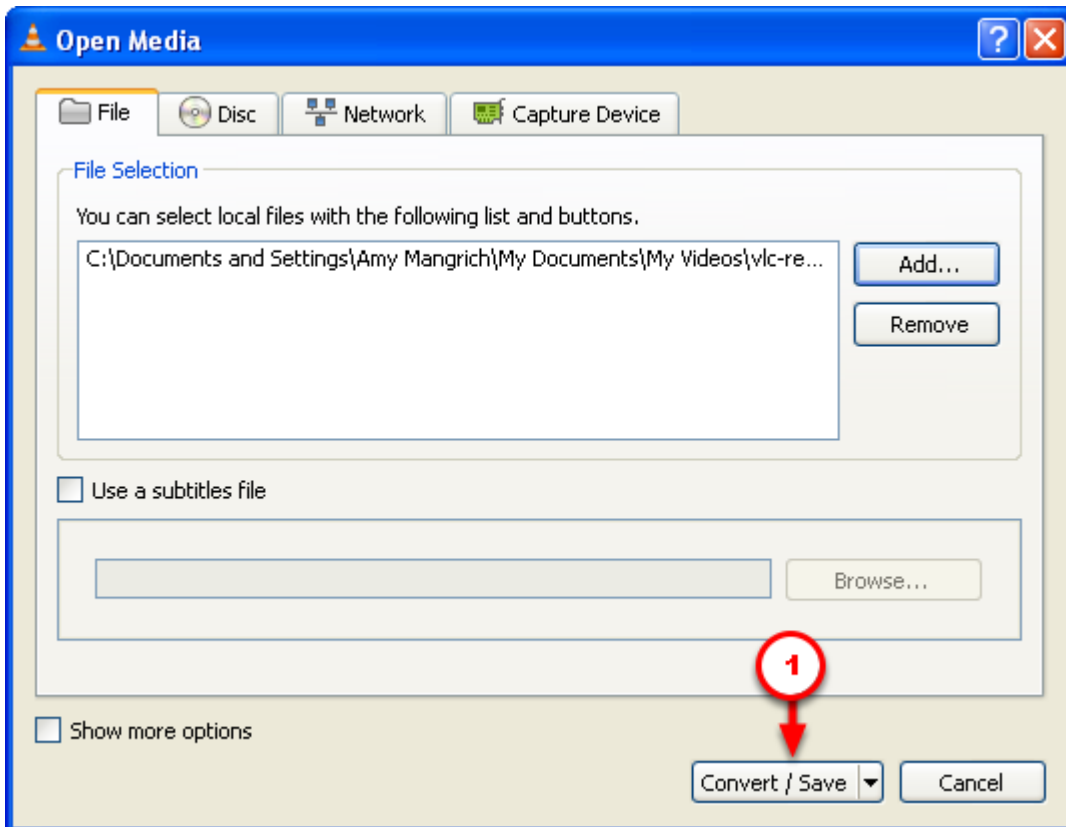 Open Media
File Disc Network Capture Device
File Selection
You can select local files with the following list and buttons.
C:\Documents and Settings\Amy Mangrich\My Documents\My Videos\vlc-re...
Add...
Remove
Use a subtitles file
Browse...
1
Show more options
Convert / Save Cancel